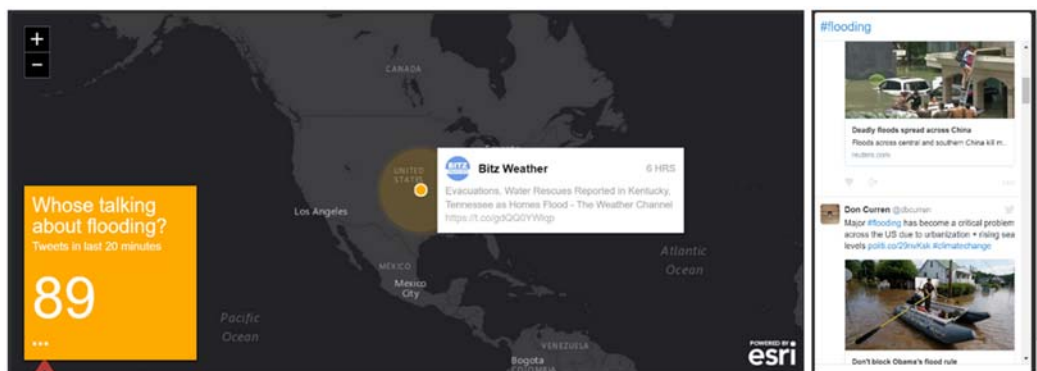 +
−
CANADA
UNITED
STATES
Los Angeles
MEXICO
Mexico
City
Pacific
Ocean
Atlantic
Ocean
VENEZUELA
Bogota
COLOMBIA
Whose talking
about flooding?
Tweets in last 20 minutes
89
...
BITZ
Bitz Weather
6 HRS
Evacuations, Water Rescues Reported in Kentucky,
Tennessee as Homes Flood - The Weather Channel
POWERED BY
esri
#flooding
Deadly floods spread across China
Floods across central and southern China kill m...
reuters.com
Don Curren @dbcurren
Major #flooding has become a critical problem
across the US due to urbanization + rising sea
levels politi.co/29nvKsk #climatechange
Don't block Obama's flood rule